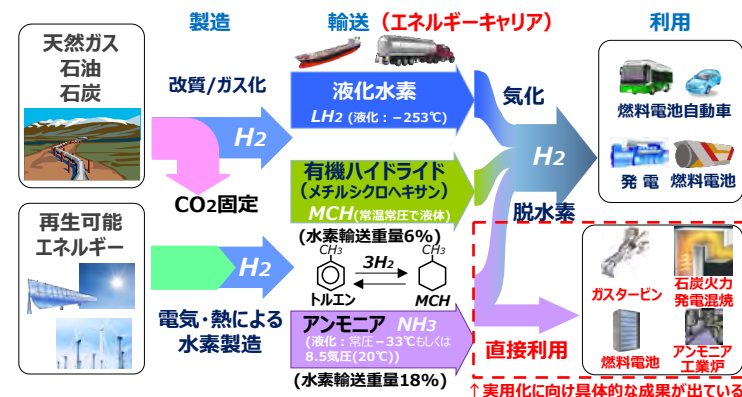 製造
輸送（エネルギーキャリア）
利用
天然ガス
石油
石炭
改質/ガス化
H2
CO2固定
再生可能
エネルギー
H2
電気・熱による
水素製造
液化水素
LH2 (液化：－253℃)
有機ハイドライド
（メチルシクロヘキサン）
MCH(常温常圧で液体)
(水素輸送重量6%)
CH3
3H2
CH3
トルエン
MCH
アンモニア NH3
(液化：常圧－33℃もしくは
8.5気圧(20℃))
(水素輸送重量18%)
気化
H2
脱水素
直接利用
燃料電池自動車
発電
燃料電池
ガスタービン
石炭火力
発電混焼
燃料電池
アンモニア
工業炉
↑実用化に向け具体的な成果が出ている